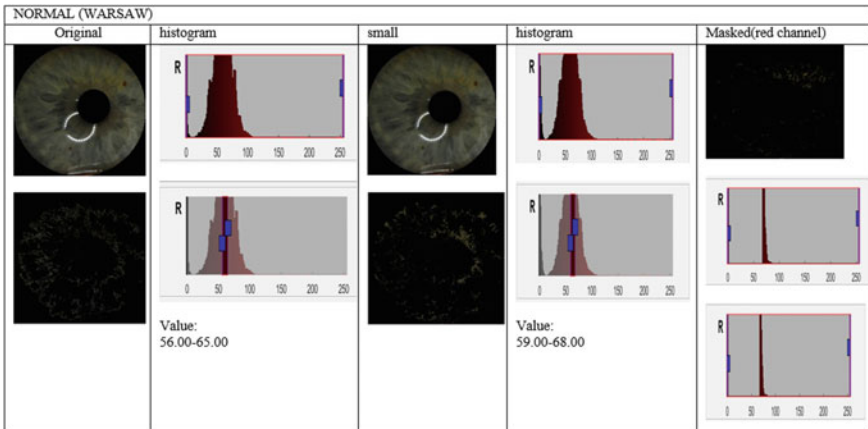 NORMAL (WARSAW)
Original histogram small histogram Masked(red channel)
R
0 50 100 150 200 250
R
0 50 100 150 200 250
R
0 50 100 150 200 250
R
0 50 100 150 200 250
R
0 50 100 150 200 250
Value:
56.00-65.00
Value:
59.00-68.00
R
0 50 100 150 200 250